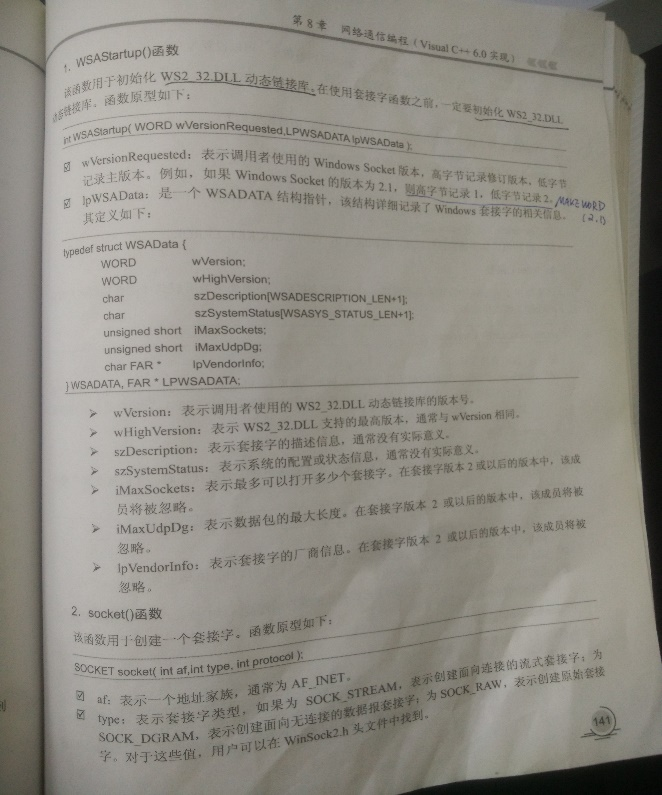 第 8 章 网络通信编程（Visual C++ 6.0 实现）
1. WSAStartup()函数
该函数用于初始化 WS2_32.DLL 动态链接库。在使用套接字函数之前，一定要初始化 WS2_32.DLL
动态链接库。函数原型如下：
int WSAStartup( WORD wVersionRequested,LPWSADATA lpWSAData );
☑ wVersionRequested：表示调用者使用的 Windows Socket 版本，高字节记录修订版本，低字节
记录主版本。例如，如果 Windows Socket 的版本为 2.1，则高字节记录 1，低字节记录 2。 MAKEWORD
(2.1)
☑ lpWSAData：是一个 WSADATA 结构指针，该结构详细记录了 Windows 套接字的相关信息。
其定义如下：
typedef struct WSAData {
WORD wVersion;
WORD wHighVersion;
char szDescription[WSADESCRIPTION_LEN+1];
char szSystemStatus[WSASYS_STATUS_LEN+1];
unsigned short iMaxSockets;
unsigned short iMaxUdpDg;
char FAR * lpVendorInfo;
} WSADATA, FAR * LPWSADATA;
➢ wVersion：表示调用者使用的 WS2_32.DLL 动态链接库的版本号。
➢ wHighVersion：表示 WS2_32.DLL 支持的最高版本，通常与 wVersion 相同。
➢ szDescription：表示套接字的描述信息，通常没有实际意义。
➢ szSystemStatus：表示系统的配置或状态信息，通常没有实际意义。
➢ iMaxSockets：表示最多可以打开多少个套接字。在套接字版本 2 或以后的版本中，该成
员将被忽略。
➢ iMaxUdpDg：表示数据包的最大长度。在套接字版本 2 或以后的版本中，该成员将被
忽略。
➢ lpVendorInfo：表示套接字的厂商信息。在套接字版本 2 或以后的版本中，该成员将被
忽略。
2. socket()函数
该函数用于创建一个套接字。函数原型如下：
SOCKET socket( int af,int type, int protocol );
☑ af：表示一个地址家族，通常为 AF_INET。
☑ type：表示套接字类型，如果为 SOCK_STREAM，表示创建面向连接的流式套接字；为
SOCK_DGRAM，表示创建面向无连接的数据报套接字；为 SOCK_RAW，表示创建原始套接
字。对于这些值，用户可以在 WinSock2.h 头文件中找到。
141